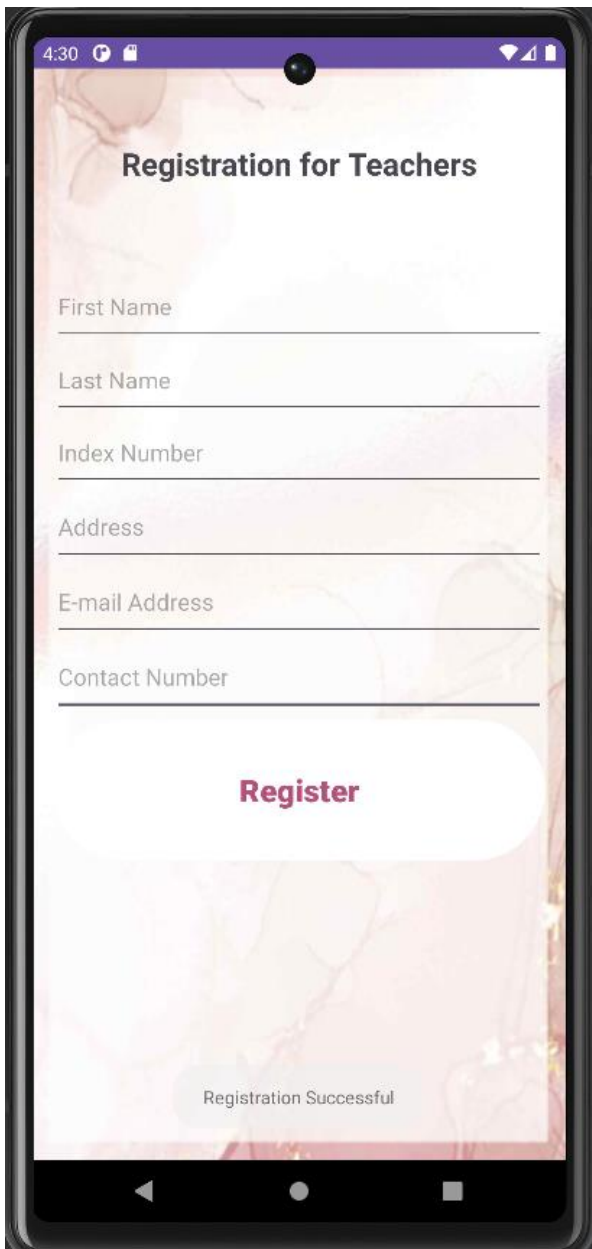 4:30
Registration for Teachers
First Name
Last Name
Index Number
Address
E-mail Address
Contact Number
Register
Registration Successful